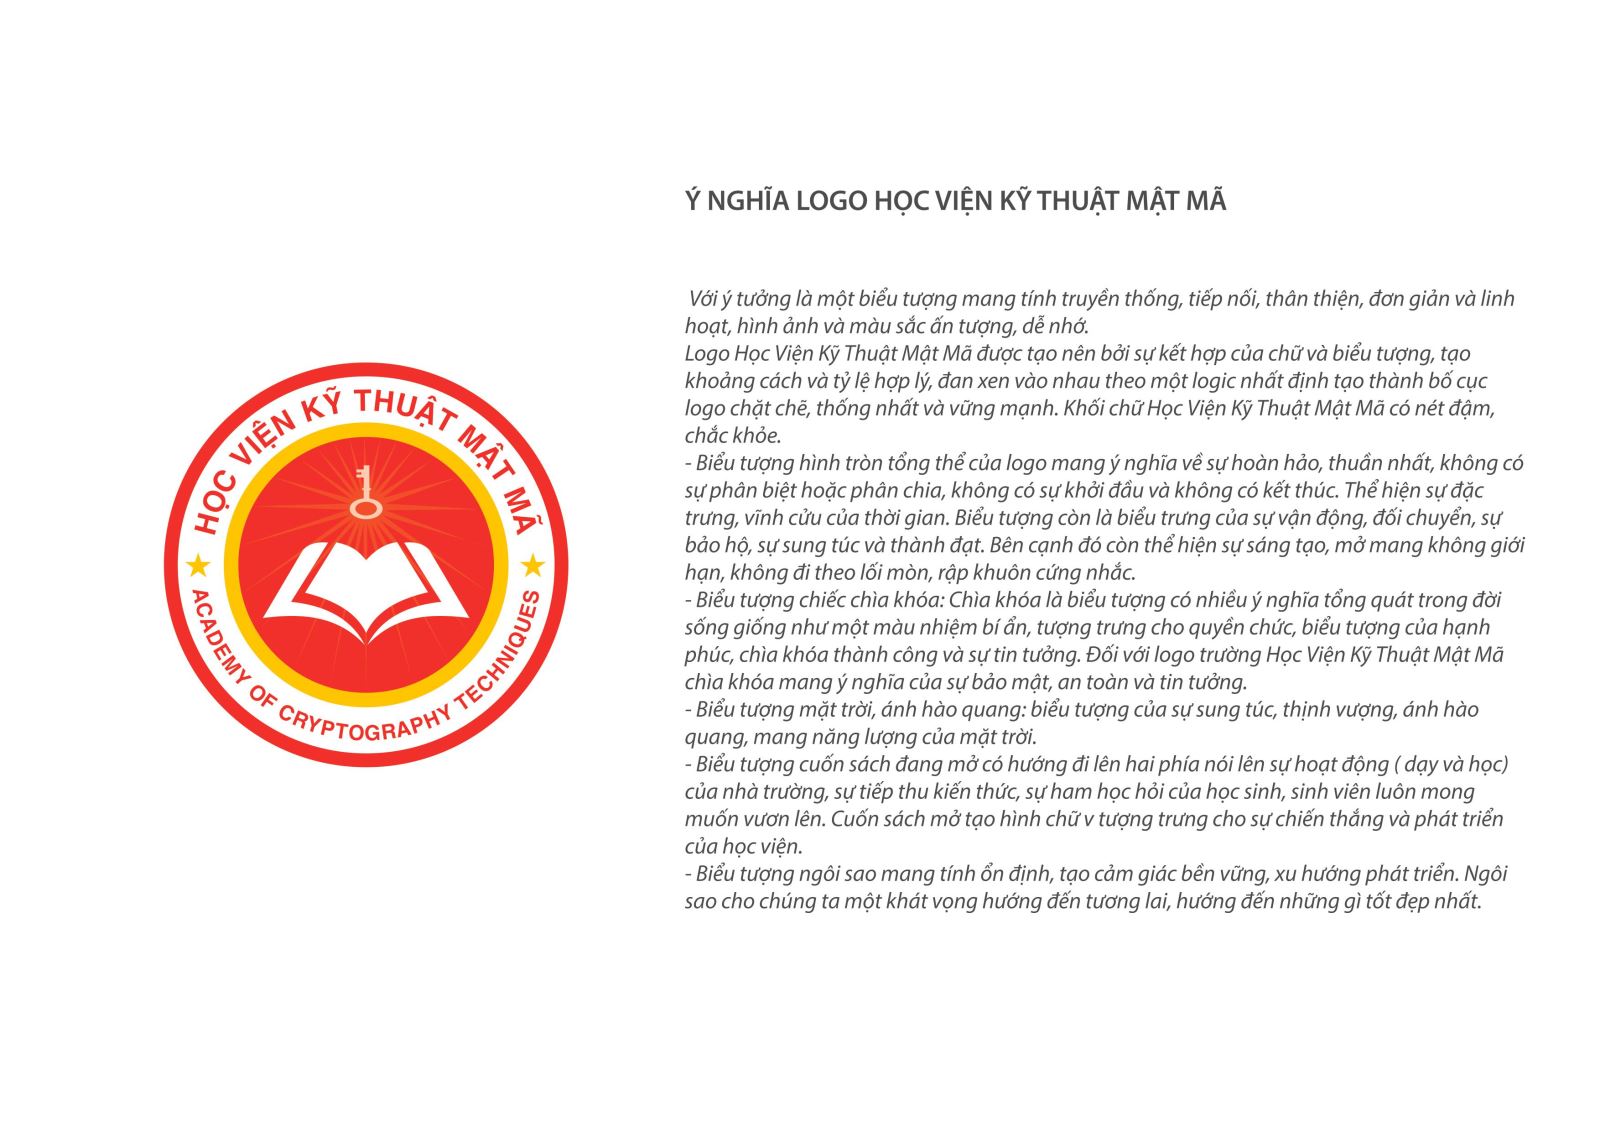 Ý NGHĨA LOGO HỌC VIỆN KỸ THUẬT MẬT MÃ
HỌC VIỆN KỸ THUẬT MẬT MÃ
ACADEMY OF CRYPTOGRAPHY TECHNIQUES
Với ý tưởng là một biểu tượng mang tính truyền thống, tiếp nối, thân thiện, đơn giản và linh
hoạt, hình ảnh và màu sắc ấn tượng, dễ nhớ.
Logo Học Viện Kỹ Thuật Mật Mã được tạo nên bởi sự kết hợp của chữ và biểu tượng, tạo
khoảng cách và tỷ lệ hợp lý, đan xen vào nhau theo một logic nhất định tạo thành bố cục
logo chặt chẽ, thống nhất và vững mạnh. Khối chữ Học Viện Kỹ Thuật Mật Mã có nét đậm,
chắc khỏe.
- Biểu tượng hình tròn tổng thể của logo mang ý nghĩa về sự hoàn hảo, thuần nhất, không có
sự phân biệt hoặc phân chia, không có sự khởi đầu và không có kết thúc. Thể hiện sự đặc
trưng, vĩnh cửu của thời gian. Biểu tượng còn là biểu trưng của sự vận động, đối chuyển, sự
bảo hộ, sự sung túc và thành đạt. Bên cạnh đó còn thể hiện sự sáng tạo, mở mang không giới
hạn, không đi theo lối mòn, rập khuôn cứng nhắc.
- Biểu tượng chiếc chìa khóa: Chìa khóa là biểu tượng có nhiều ý nghĩa tổng quát trong đời
sống giống như một màu nhiệm bí ẩn, tượng trưng cho quyền chức, biểu tượng của hạnh
phúc, chìa khóa thành công và sự tin tưởng. Đối với logo trường Học Viện Kỹ Thuật Mật Mã
chìa khóa mang ý nghĩa của sự bảo mật, an toàn và tin tưởng.
- Biểu tượng mặt trời, ánh hào quang: biểu tượng của sự sung túc, thịnh vượng, ánh hào
quang, mang năng lượng của mặt trời.
- Biểu tượng cuốn sách đang mở có hướng đi lên hai phía nói lên sự hoạt động ( dạy và học)
của nhà trường, sự tiếp thu kiến thức, sự ham học hỏi của học sinh, sinh viên luôn mong
muốn vươn lên. Cuốn sách mở tạo hình chữ v tượng trưng cho sự chiến thắng và phát triển
của học viện.
- Biểu tượng ngôi sao mang tính ổn định, tạo cảm giác bền vững, xu hướng phát triển. Ngôi
sao cho chúng ta một khát vọng hướng đến tương lai, hướng đến những gì tốt đẹp nhất.